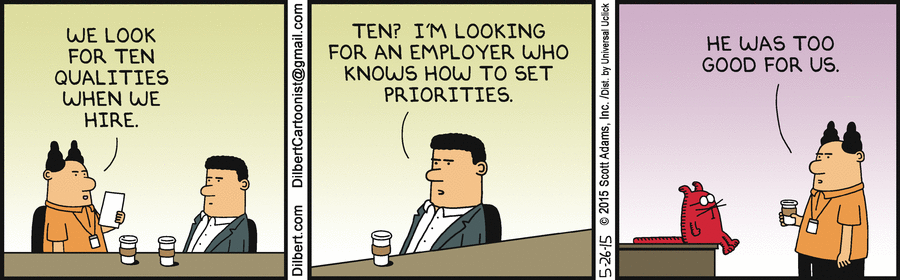 WE LOOK
FOR TEN
QUALITIES
WHEN WE
HIRE.
Dilbert.com DilbertCartoonist@gmail.com
TEN? I'M LOOKING
FOR AN EMPLOYER WHO
KNOWS HOW TO SET
PRIORITIES.
5-26-15 © 2015 Scott Adams, Inc. /Dist. by Universal Uclick
HE WAS TOO
GOOD FOR US.